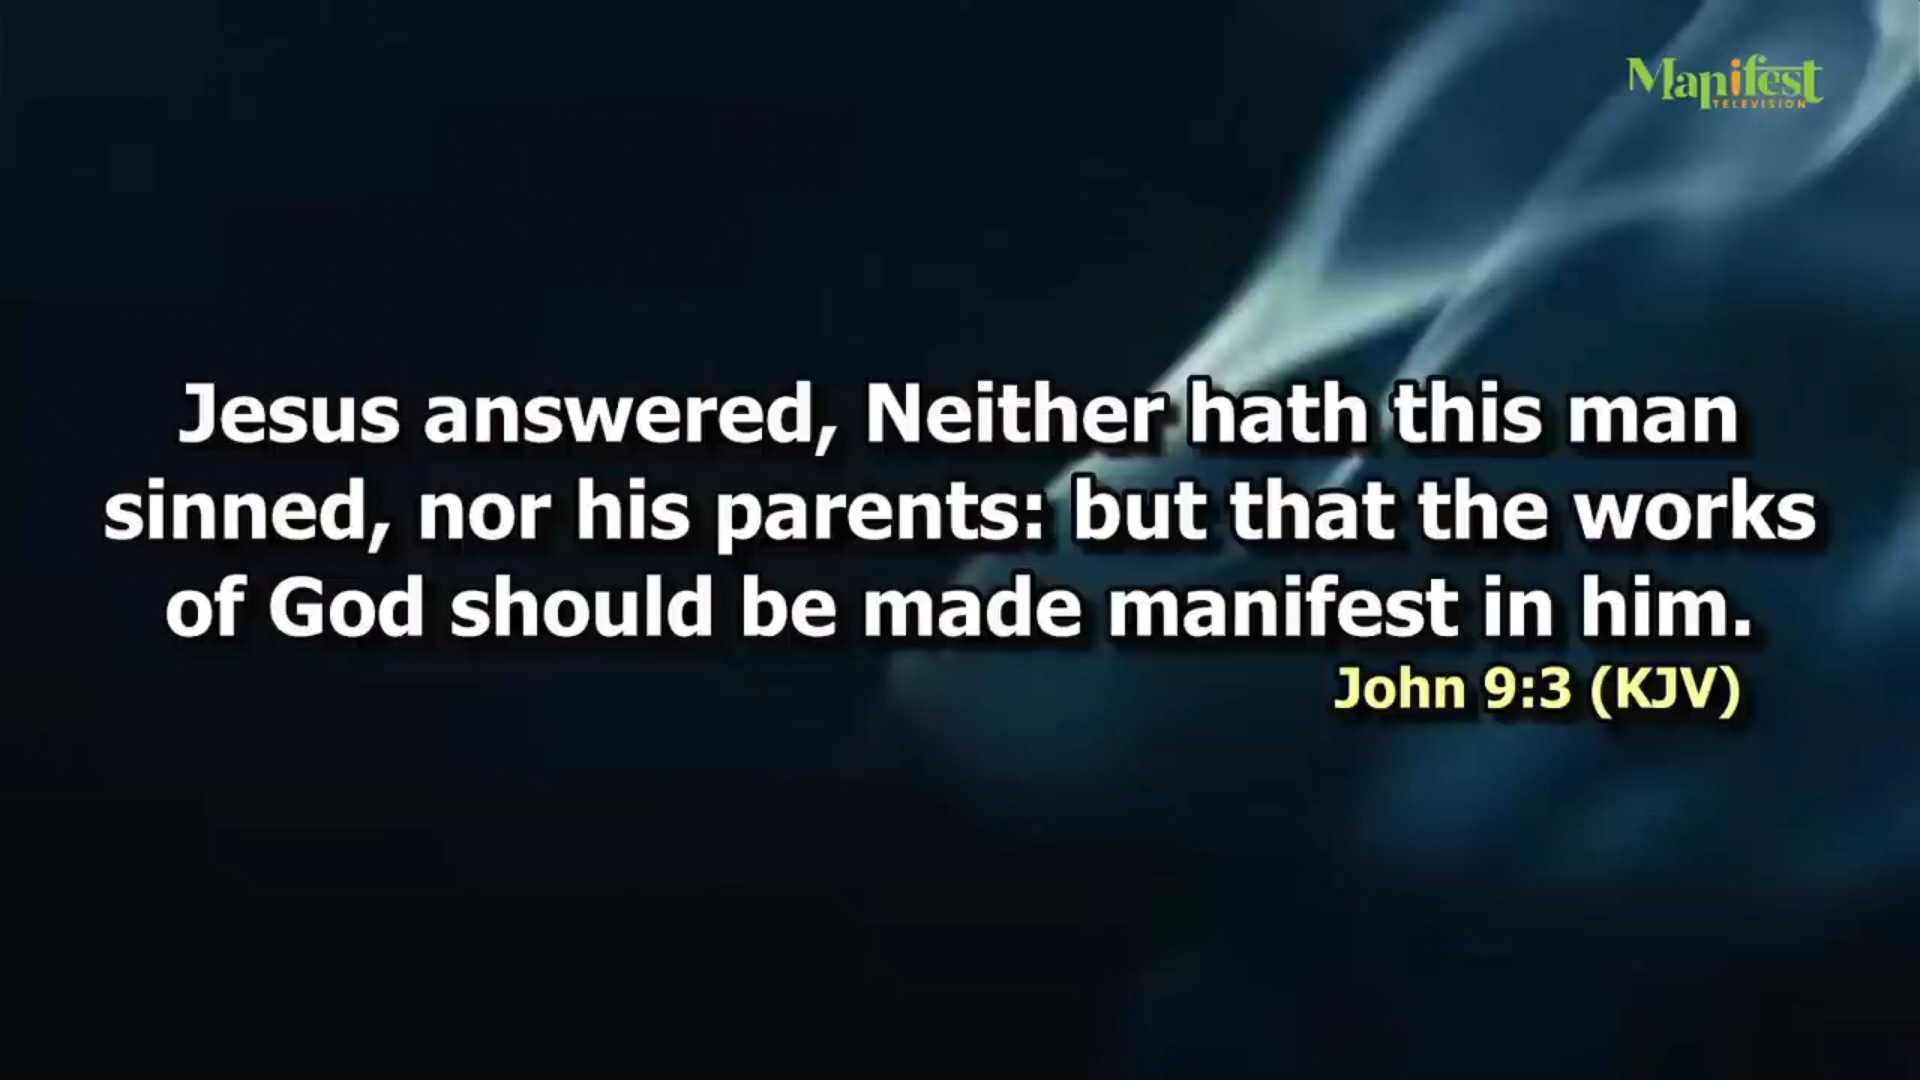 Manifest
TELEVISION
Jesus answered, Neither hath this man
sinned, nor his parents: but that the works
of God should be made manifest in him.
John 9:3 (KJV)